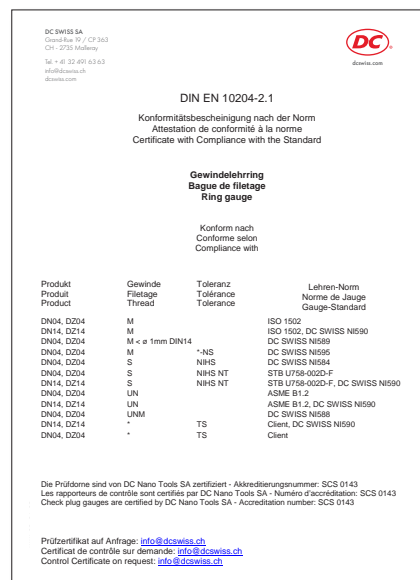 DC SWISS SA
Grand-Rue 19 / CP 363
CH - 2735 Malleray
Tél. + 41 32 491 63 63
info@dcswiss.ch
dcswiss.com
DC
dcswiss.com
DIN EN 10204-2.1
Konformitätsbescheinigung nach der Norm
Attestation de conformité à la norme
Certificate with Compliance with the Standard
Gewindelehrring
Bague de filetage
Ring gauge
Konform nach
Conforme selon
Compliance with
Produkt Gewinde Toleranz Lehren-Norm
Produit Filetage Tolérance Norme de Jauge
Product Thread Tolerance Gauge-Standard
DN04, DZ04 M ISO 1502
DN14, DZ14 M ISO 1502, DC SWISS NI590
DN04, DZ04 M < ø 1mm DIN14 DC SWISS NI589
DN04, DZ04 M *-NS DC SWISS NI595
DN04, DZ04 S NIHS DC SWISS NI584
DN04, DZ04 S NIHS NT STB U758-002D-F
DN14, DZ14 S NIHS NT STB U758-002D-F, DC SWISS NI590
DN04, DZ04 UN ASME B1.2
DN14, DZ14 UN ASME B1.2, DC SWISS NI590
DN04, DZ04 UNM DC SWISS NI588
DN14, DZ14 * TS Client, DC SWISS NI590
DN04, DZ04 * TS Client
Die Prüfdorne sind von DC Nano Tools SA zertifiziert - Akkreditierungsnummer: SCS 0143
Les rapporteurs de contrôle sont certifiés par DC Nano Tools SA - Numéro d'accréditation: SCS 0143
Check plug gauges are certified by DC Nano Tools SA - Accreditation number: SCS 0143
Prüfzertifikat auf Anfrage: info@dcswiss.ch
Certificat de contrôle sur demande: info@dcswiss.ch
Control Certificate on request: info@dcswiss.ch